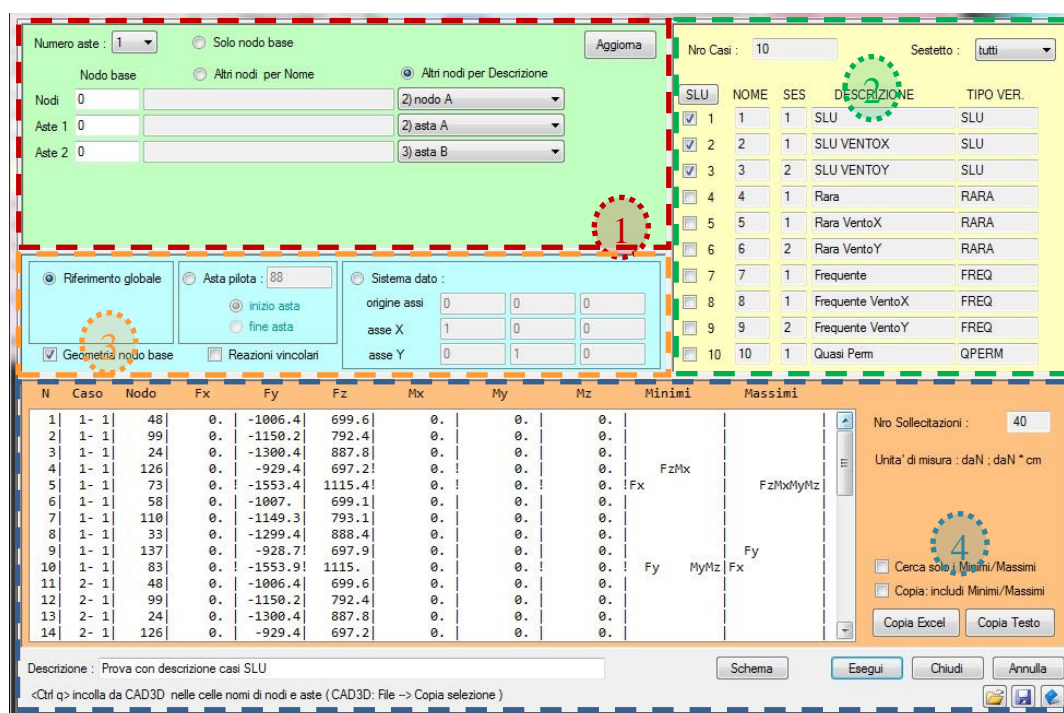 Numero aste : 1 Solo nodo base Aggiorna
Nodo base Altri nodi per Nome Altri nodi per Descrizione
Nodi 0 2) nodo A
Aste 1 0 2) asta A
Aste 2 0 3) asta B
1
Nro Casi : 10 Sestetto : tutti
2
SLU NOME SES DESCRIZIONE TIPO VER.
1 1 1 SLU SLU
2 2 1 SLU VENTOX SLU
3 3 2 SLU VENTOY SLU
4 4 1 Rara RARA
5 5 1 Rara VentoX RARA
6 6 2 Rara VentoY RARA
7 7 1 Frequente FREQ
8 8 1 Frequente VentoX FREQ
9 9 2 Frequente VentoY FREQ
10 10 1 Quasi Perm QPERM
Riferimento globale Asta pilota : 88 Sistema dato :
inizio asta origine assi 0 0 0
fine asta asse X 1 0 0
3
Geometria nodo base Reazioni vincolari asse Y 0 1 0
N Caso Nodo Fx Fy Fz Mx My Mz Minimi Massimi
1| 1- 1| 48| 0. | -1006.4| 699.6| 0. | 0. | 0. | | |
2| 1- 1| 99| 0. | -1150.2| 792.4| 0. | 0. | 0. | | |
3| 1- 1| 24| 0. | -1300.4| 887.8| 0. | 0. | 0. | | |
4| 1- 1| 126| 0. | -929.4| 697.2! 0. ! 0. | 0. | FzMx | |
5| 1- 1| 73| 0. ! -1553.4| 1115.4! 0. ! 0. ! 0. !Fx | FzMxMyMz|
6| 1- 1| 58| 0. | -1007. | 699.1| 0. | 0. | 0. | | |
7| 1- 1| 110| 0. | -1149.3| 793.1| 0. | 0. | 0. | | |
8| 1- 1| 33| 0. | -1299.4| 888.4| 0. | 0. | 0. | | |
9| 1- 1| 137| 0. | -928.7! 697.9| 0. | 0. | 0. | | Fy |
10| 1- 1| 83| 0. ! -1553.9! 1115. | 0. | 0. ! 0. ! Fy MyMz|Fx |
11| 2- 1| 48| 0. | -1006.4| 699.6| 0. | 0. | 0. | | |
12| 2- 1| 99| 0. | -1150.2| 792.4| 0. | 0. | 0. | | |
13| 2- 1| 24| 0. | -1300.4| 887.8| 0. | 0. | 0. | | |
14| 2- 1| 126| 0. | -929.4| 697.2| 0. | 0. | 0. | | |
Nro Sollecitazioni : 40
Unita' di misura : daN ; daN * cm
4
Cerca solo i Minimi/Massimi
Copia: includi Minimi/Massimi
Copia Excel Copia Testo
Descrizione : Prova con descrizione casi SLU Schema Esegui Chiudi Annulla
<Ctrl q> incolla da CAD3D nelle celle nomi di nodi e aste ( CAD3D: File --> Copia selezione )